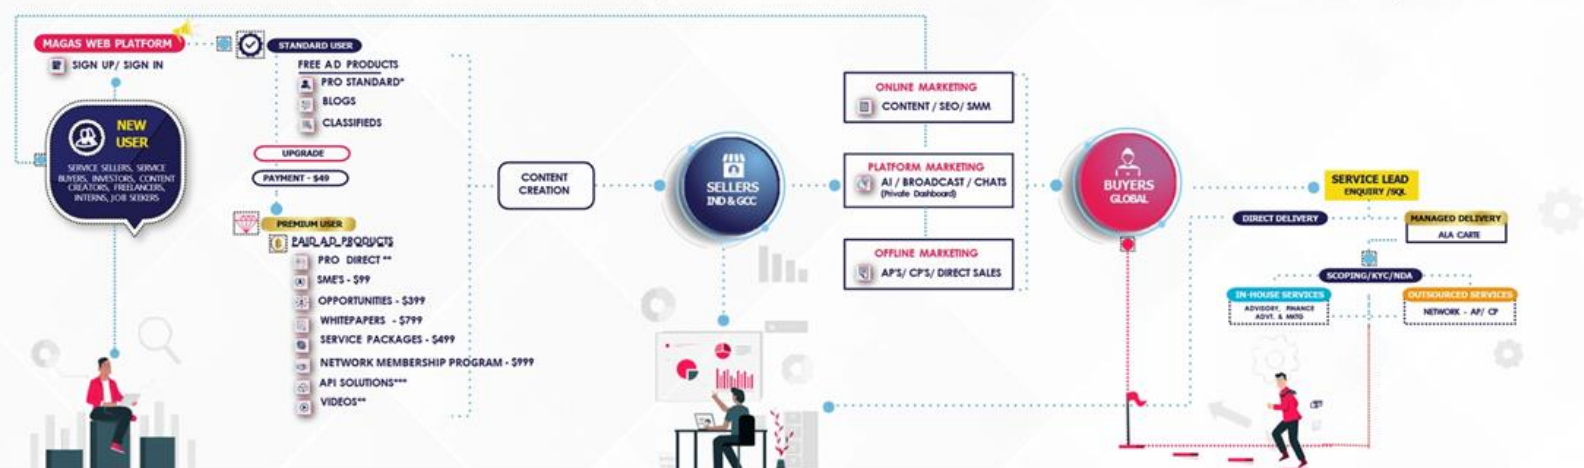 MAGAS WEB PLATFORM
SIGN UP/ SIGN IN
NEW
USER
SERVICE SELLERS, SERVICE
BUYERS, INVESTORS, CONTENT
CREATORS, FREELANCERS,
INTERNS, JOB SEEKERS
STANDARD USER
FREE AD PRODUCTS
PRO STANDARD*
BLOGS
CLASSIFIEDS
UPGRADE
PAYMENT - $49
PREMIUM USER
PAID AD PRODUCTS
PRO DIRECT **
SME'S - $99
OPPORTUNITIES - $399
WHITEPAPERS - $799
SERVICE PACKAGES - $499
NETWORK MEMBERSHIP PROGRAM - $999
API SOLUTIONS***
VIDEOS**
CONTENT
CREATION
SELLERS
IND & GCC
ONLINE MARKETING
CONTENT / SEO/ SMM
PLATFORM MARKETING
AI / BROADCAST / CHATS
(Private Dashboard)
OFFLINE MARKETING
AP'S/ CP'S/ DIRECT SALES
BUYERS
GLOBAL
SERVICE LEAD
ENQUIRY /SQL
DIRECT DELIVERY
MANAGED DELIVERY
ALA CARTE
SCOPING/KYC/NDA
IN-HOUSE SERVICES
ADVISORY, FINANCE
ADVT. & MKTG
OUTSOURCED SERVICES
NETWORK - AP/ CP